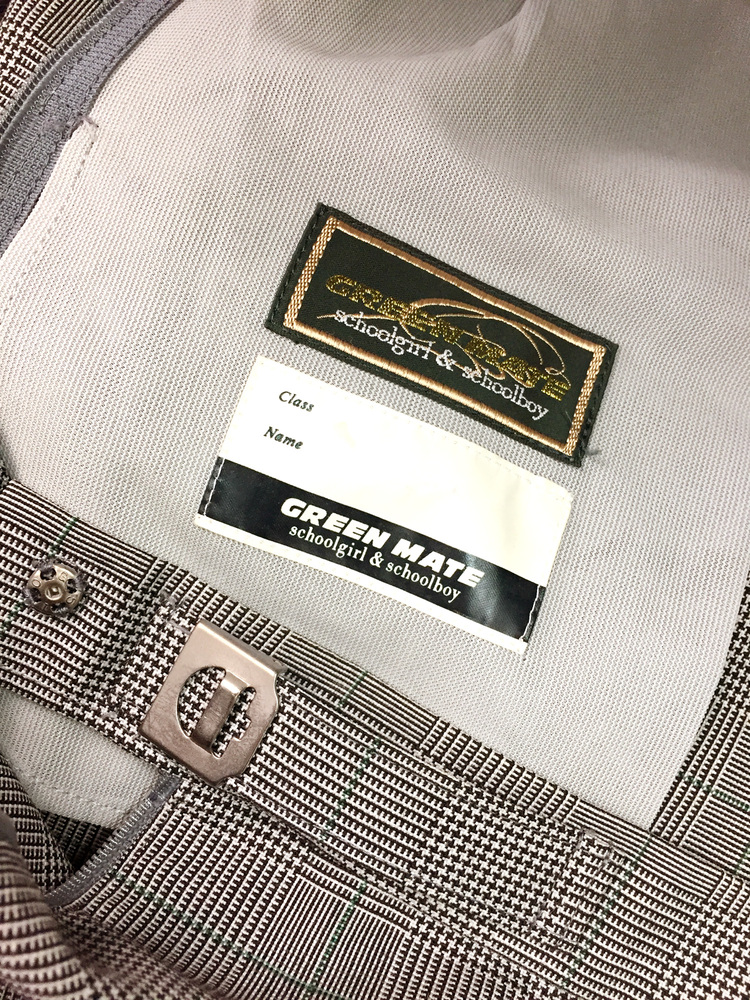 GREEN MATE
schoolgirl & schoolboy
Class
Name
GREEN MATE
schoolgirl & schoolboy